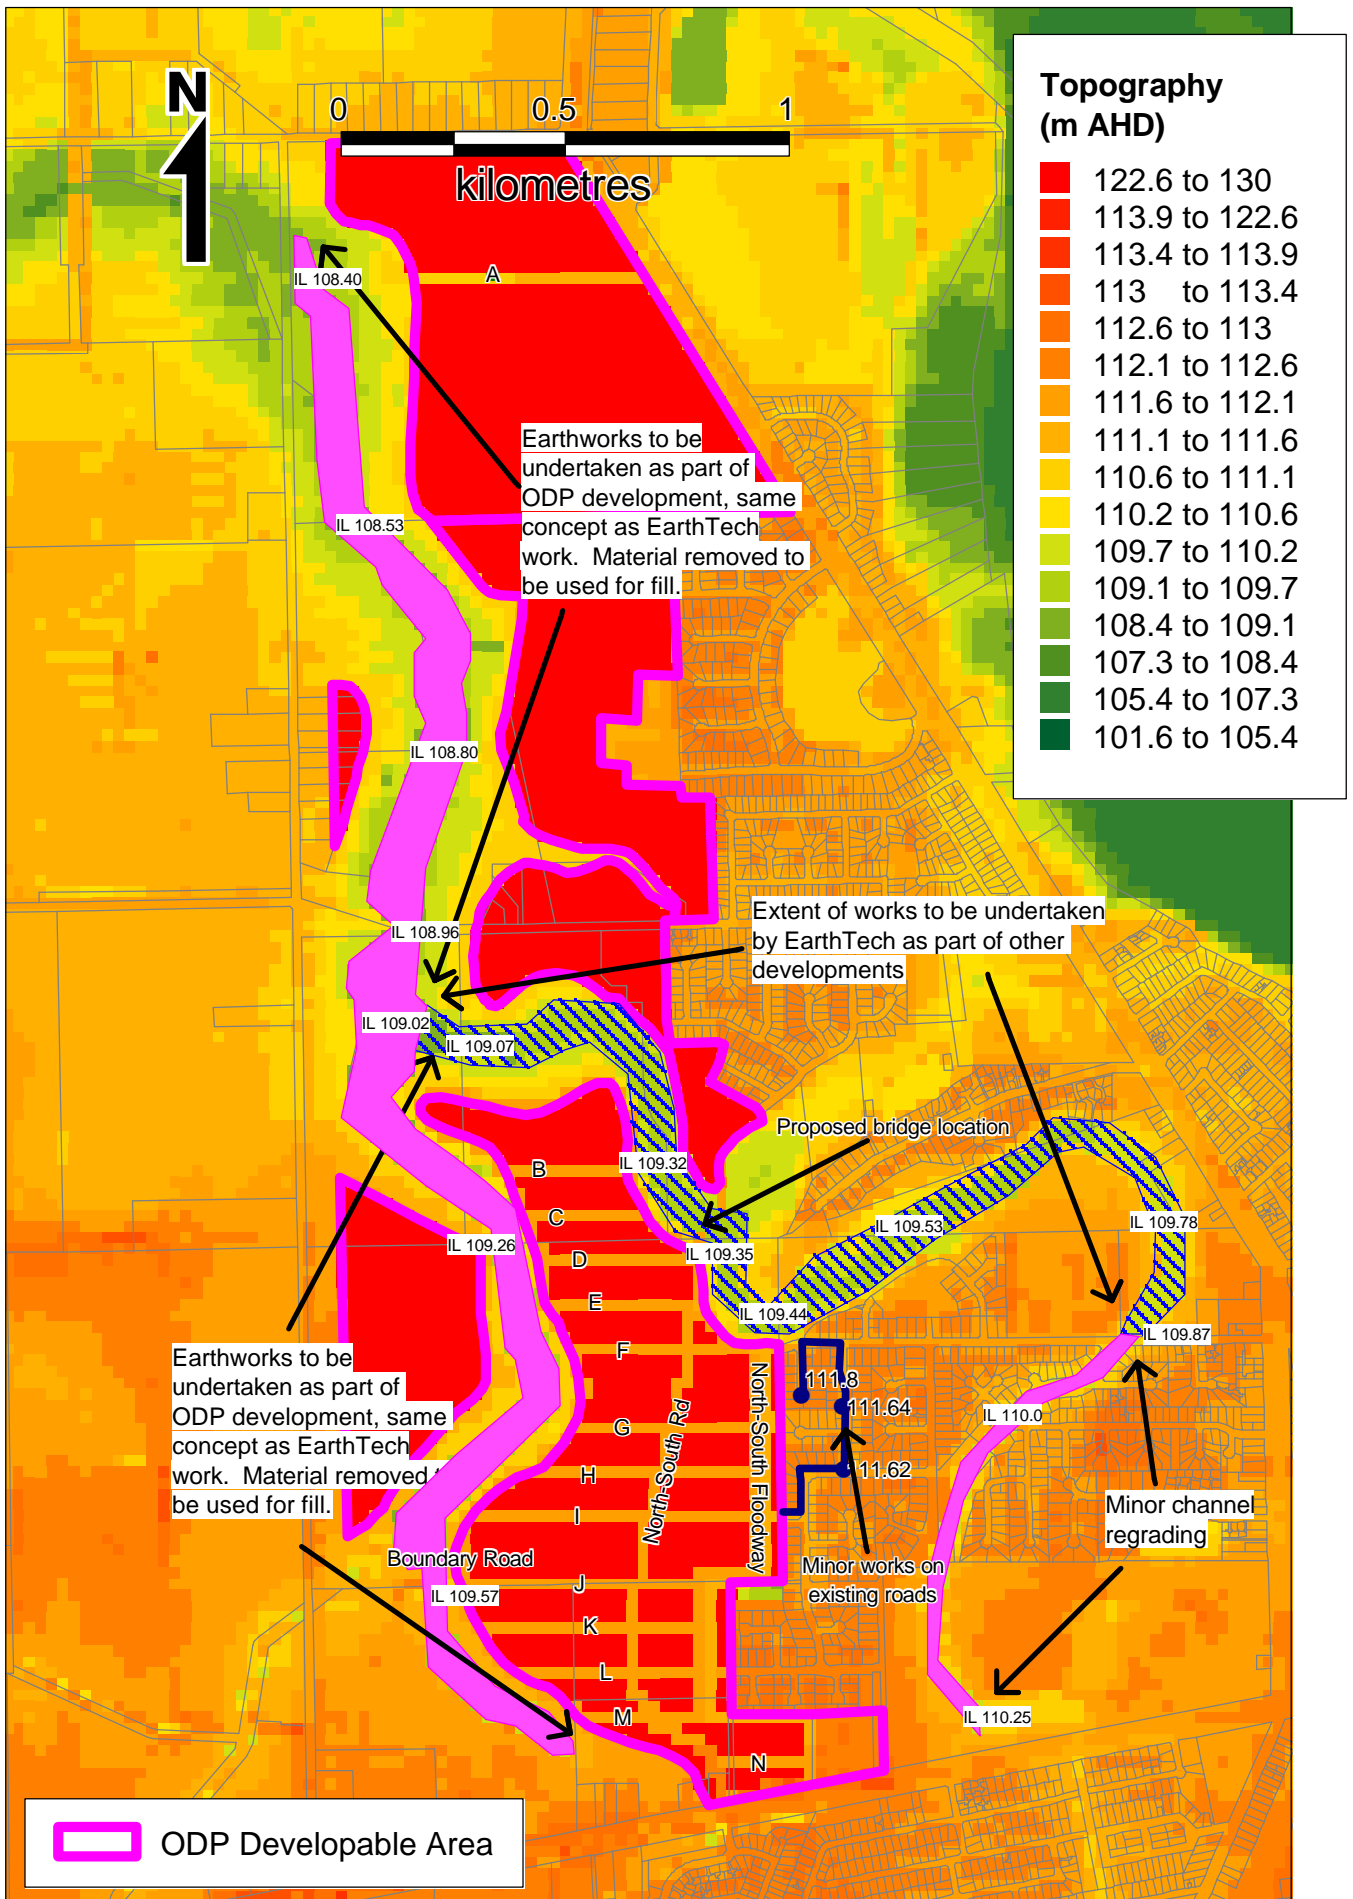 N
0 0.5 1
kilometres
Topography
(m AHD)
122.6 to 130
113.9 to 122.6
113.4 to 113.9
113 to 113.4
112.6 to 113
112.1 to 112.6
111.6 to 112.1
111.1 to 111.6
110.6 to 111.1
110.2 to 110.6
109.7 to 110.2
109.1 to 109.7
108.4 to 109.1
107.3 to 108.4
105.4 to 107.3
101.6 to 105.4
A
IL 108.40
Earthworks to be
undertaken as part of
ODP development, same
concept as EarthTech
work. Material removed to
be used for fill.
IL 108.53
IL 108.80
IL 108.96
Extent of works to be undertaken
by EarthTech as part of other
developments
IL 109.02
IL 109.07
Proposed bridge location
IL 109.32
B
C
D
E
F
G
H
I
J
K
L
M
N
IL 109.26
IL 109.35
IL 109.53
IL 109.78
IL 109.44
IL 109.87
Earthworks to be
undertaken as part of
ODP development, same
concept as EarthTech
work. Material removed
be used for fill.
North-South Rd
North-South Floodway
111.8
111.64
111.62
IL 110.0
Minor channel
regrading
Minor works on
existing roads
Boundary Road
IL 109.57
IL 110.25
ODP Developable Area